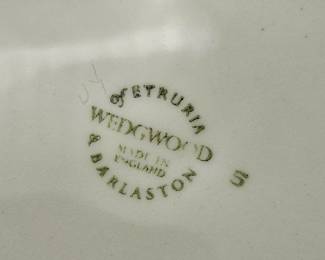 of ETRURIA
WEDGWOOD
MADE IN
ENGLAND
& BARLASTON
5